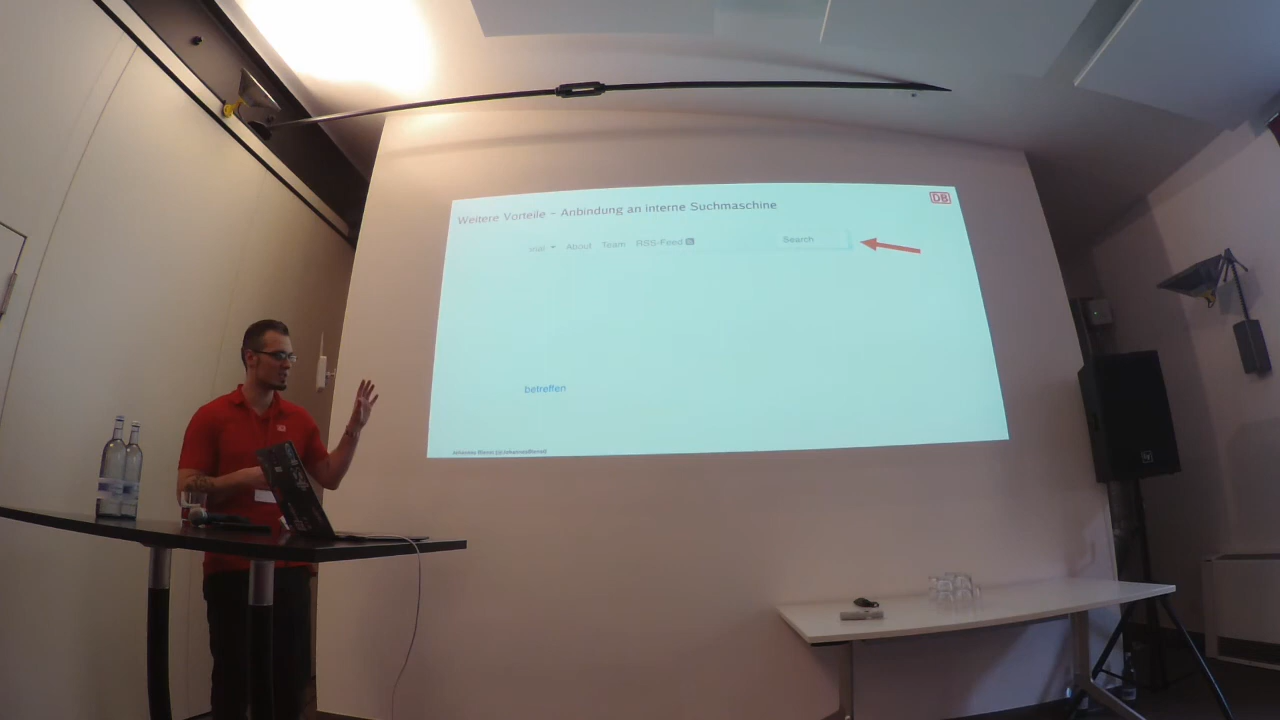 Weitere Vorteile – Anbindung an interne Suchmaschine
DB
About Team RSS-Feed Search
betreffen